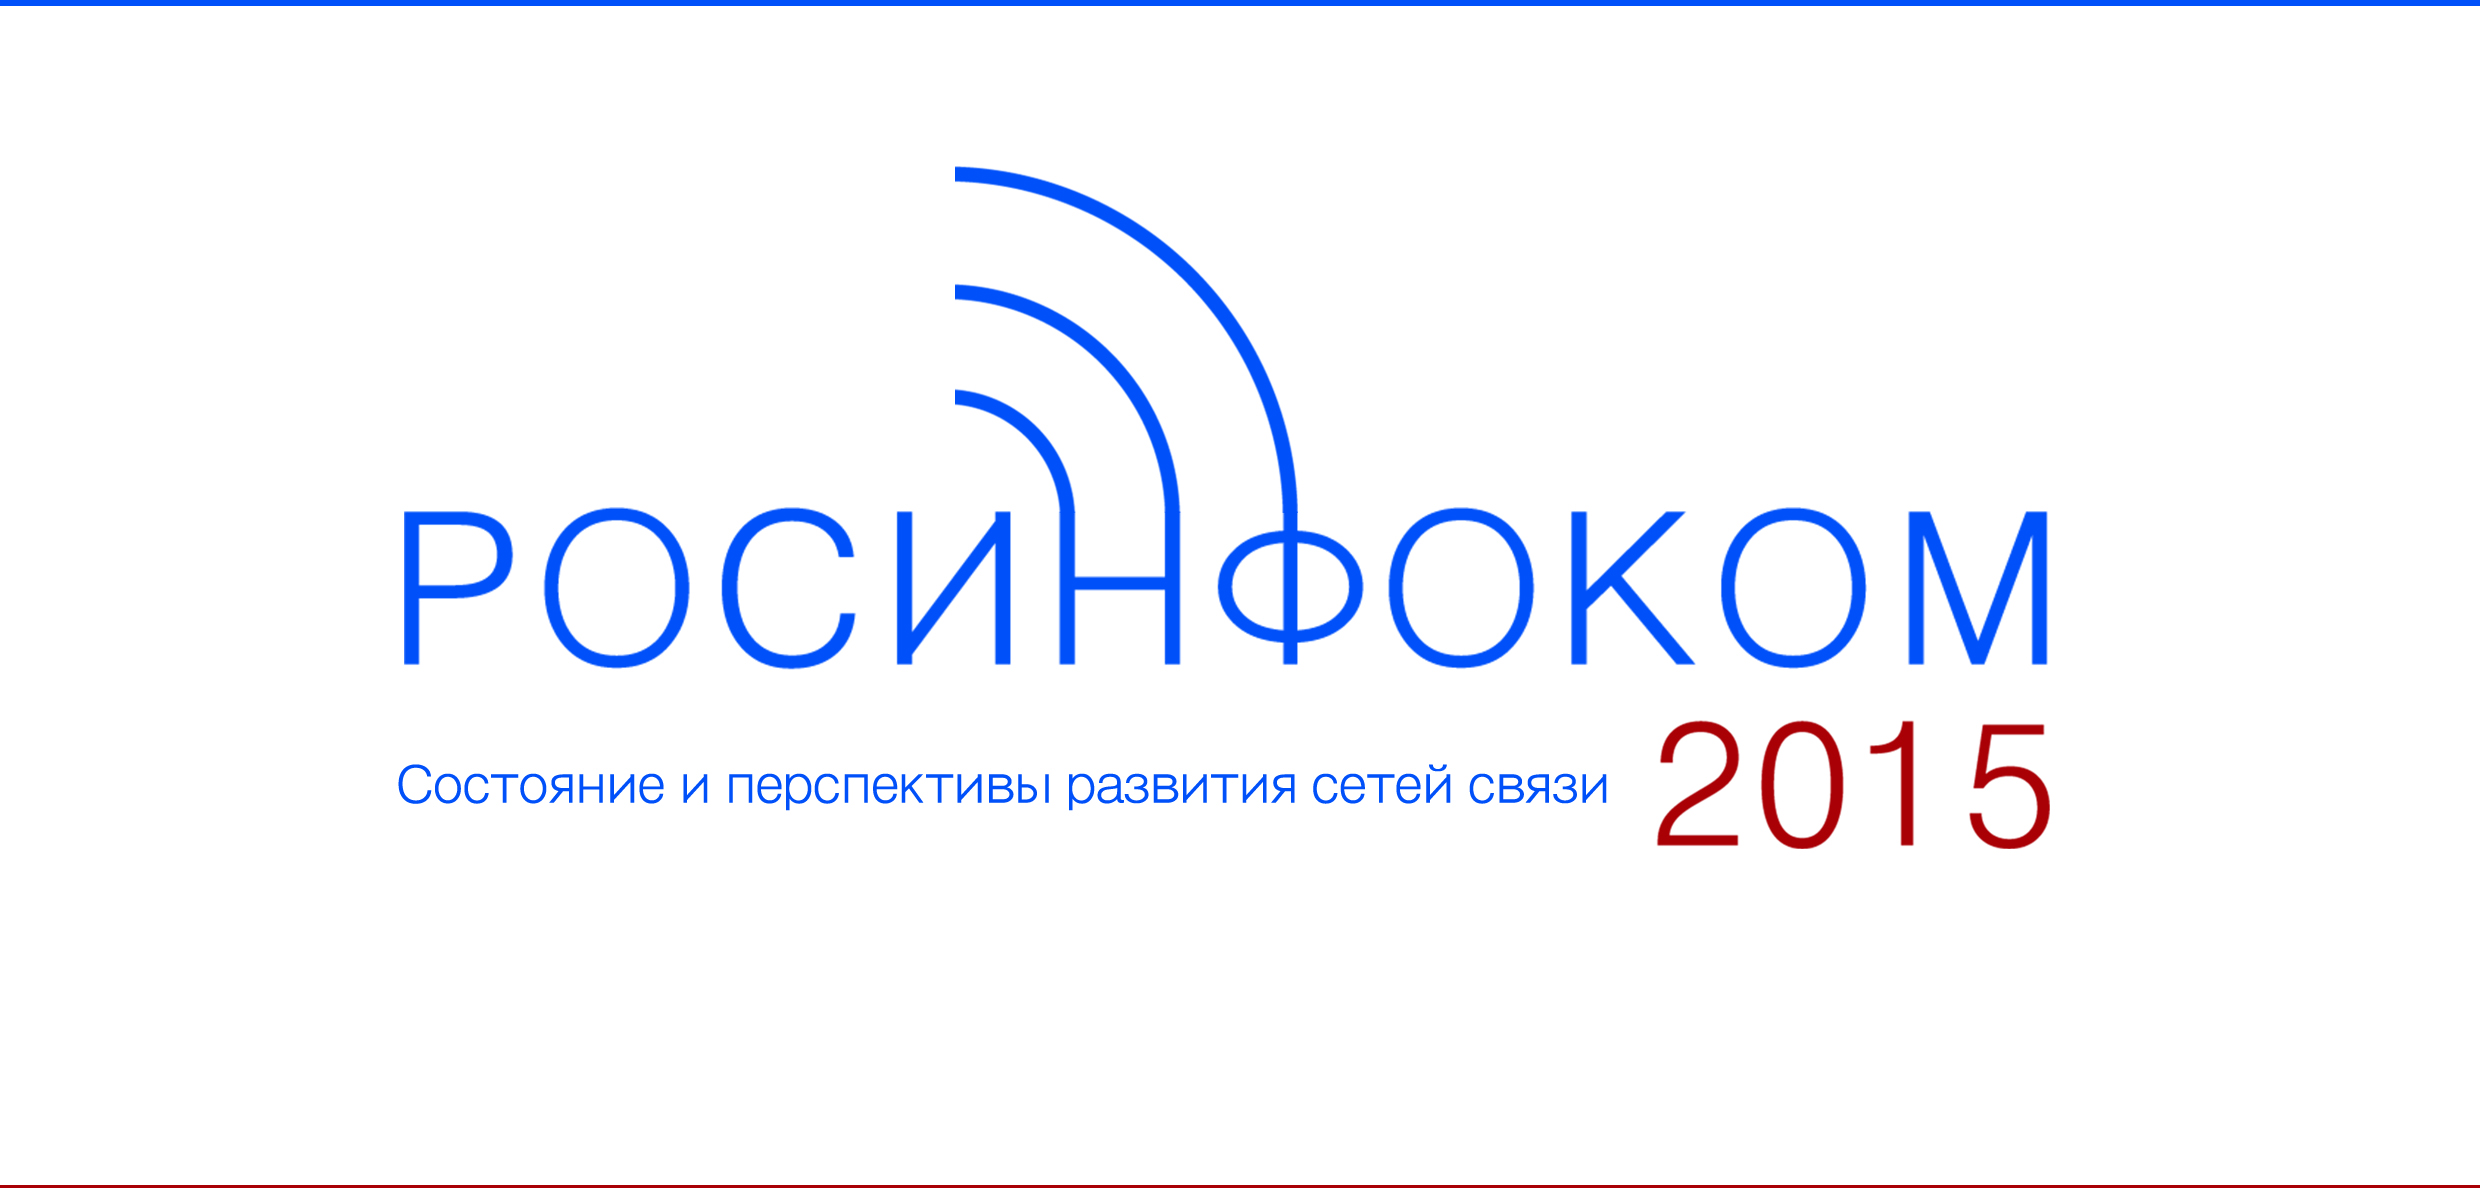 РОСИНФОКОМ
2015
Состояние и перспективы развития сетей связи